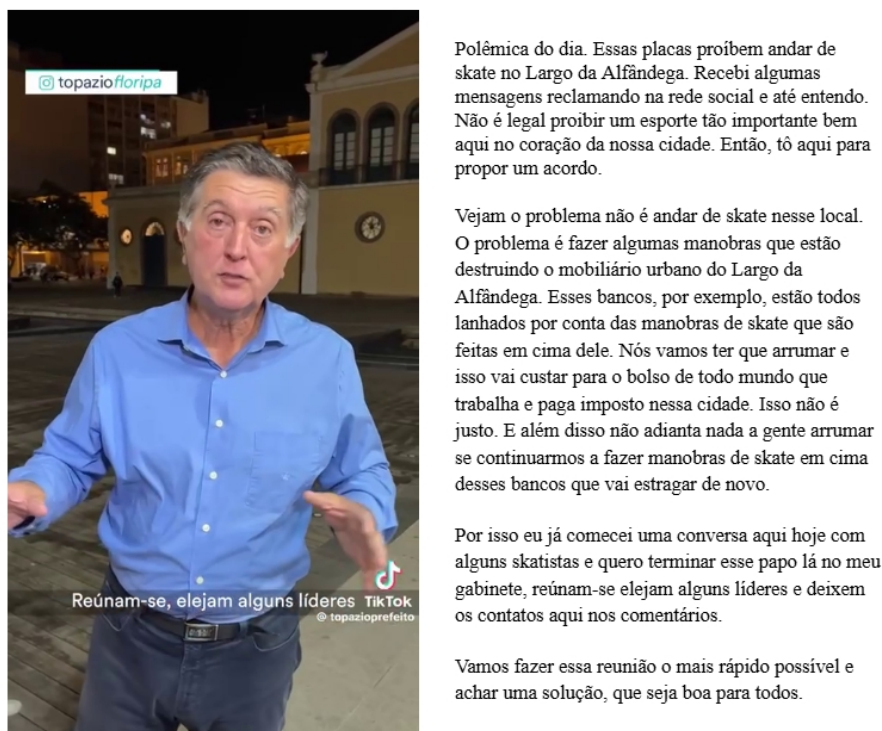 topaziofloripa
Reúnam-se, elejam alguns líderes
TikTok
@ topazioprefeito
Polêmica do dia. Essas placas proíbem andar de
skate no Largo da Alfândega. Recebi algumas
mensagens reclamando na rede social e até entendo.
Não é legal proibir um esporte tão importante bem
aqui no coração da nossa cidade. Então, tô aqui para
propor um acordo.
Vejam o problema não é andar de skate nesse local.
O problema é fazer algumas manobras que estão
destruindo o mobiliário urbano do Largo da
Alfândega. Esses bancos, por exemplo, estão todos
lanhados por conta das manobras de skate que são
feitas em cima dele. Nós vamos ter que arrumar e
isso vai custar para o bolso de todo mundo que
trabalha e paga imposto nessa cidade. Isso não é
justo. E além disso não adianta nada a gente arrumar
se continuarmos a fazer manobras de skate em cima
desses bancos que vai estragar de novo.
Por isso eu já comecei uma conversa aqui hoje com
alguns skatistas e quero terminar esse papo lá no meu
gabinete, reúnam-se elejam alguns líderes e deixem
os contatos aqui nos comentários.
Vamos fazer essa reunião o mais rápido possível e
achar uma solução, que seja boa para todos.